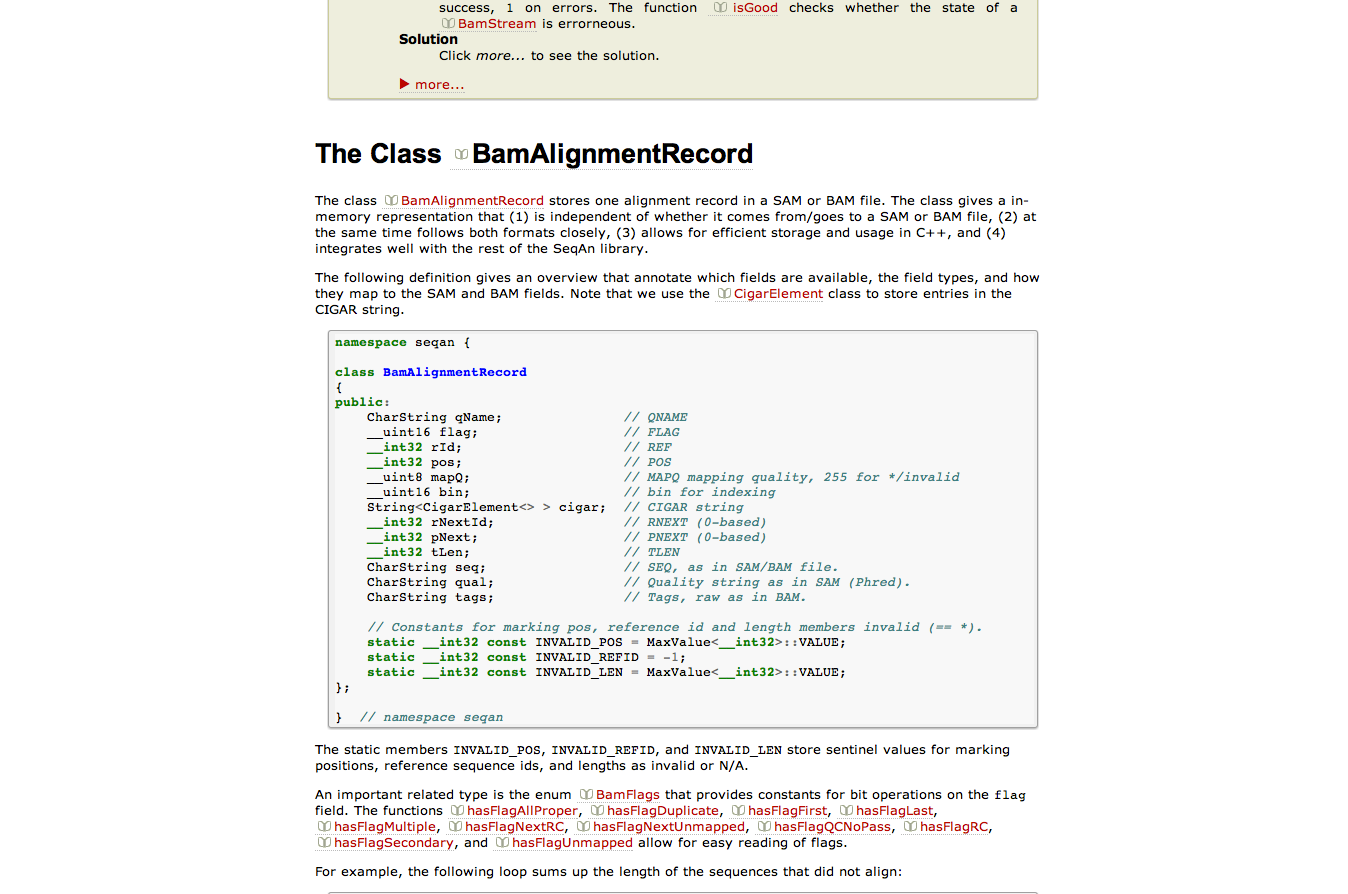 success, 1 on errors. The function isGood checks whether the state of a
BamStream is errorneous.
Solution
Click more... to see the solution.
more...
The Class BamAlignmentRecord
The class BamAlignmentRecord stores one alignment record in a SAM or BAM file. The class gives a in-
memory representation that (1) is independent of whether it comes from/goes to a SAM or BAM file, (2) at
the same time follows both formats closely, (3) allows for efficient storage and usage in C++, and (4)
integrates well with the rest of the SeqAn library.
The following definition gives an overview that annotate which fields are available, the field types, and how
they map to the SAM and BAM fields. Note that we use the CigarElement class to store entries in the
CIGAR string.
namespace seqan {
class BamAlignmentRecord
{
public:
CharString qName; // QNAME
__uint16 flag; // FLAG
__int32 rId; // REF
__int32 pos; // POS
__uint8 mapQ; // MAPQ mapping quality, 255 for */invalid
__uint16 bin; // bin for indexing
String<CigarElement<> > cigar; // CIGAR string
__int32 rNextId; // RNEXT (0-based)
__int32 pNext; // PNEXT (0-based)
__int32 tLen; // TLEN
CharString seq; // SEQ, as in SAM/BAM file.
CharString qual; // Quality string as in SAM (Phred).
CharString tags; // Tags, raw as in BAM.
// Constants for marking pos, reference id and length members invalid (== *).
static __int32 const INVALID_POS = MaxValue<__int32>::VALUE;
static __int32 const INVALID_REFID = -1;
static __int32 const INVALID_LEN = MaxValue<__int32>::VALUE;
};
} // namespace seqan
The static members INVALID_POS, INVALID_REFID, and INVALID_LEN store sentinel values for marking
positions, reference sequence ids, and lengths as invalid or N/A.
An important related type is the enum BamFlags that provides constants for bit operations on the flag
field. The functions hasFlagAllProper, hasFlagDuplicate, hasFlagFirst, hasFlagLast,
hasFlagMultiple, hasFlagNextRC, hasFlagNextUnmapped, hasFlagQCNoPass, hasFlagRC,
hasFlagSecondary, and hasFlagUnmapped allow for easy reading of flags.
For example, the following loop sums up the length of the sequences that did not align: